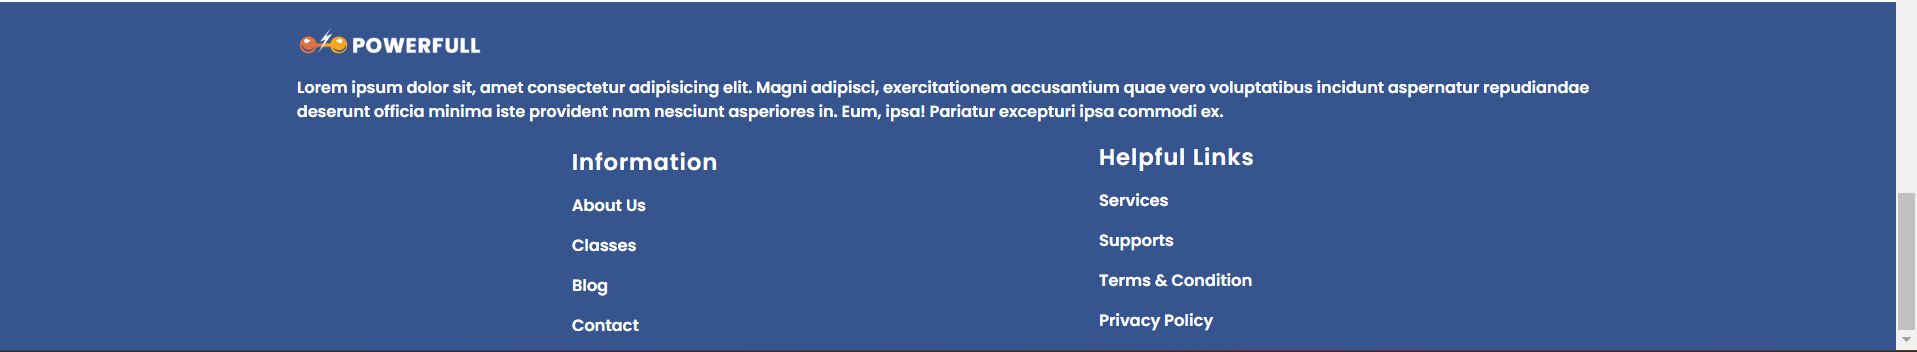 POWERFULL
Lorem ipsum dolor sit, amet consectetur adipisicing elit. Magni adipisci, exercitationem accusantium quae vero voluptatibus incidunt aspernatur repudiandae
deserunt officia minima iste provident nam nesciunt asperiores in. Eum, ipsa! Pariatur excepturi ipsa commodi ex.
Information
About Us
Classes
Blog
Contact
Helpful Links
Services
Supports
Terms & Condition
Privacy Policy